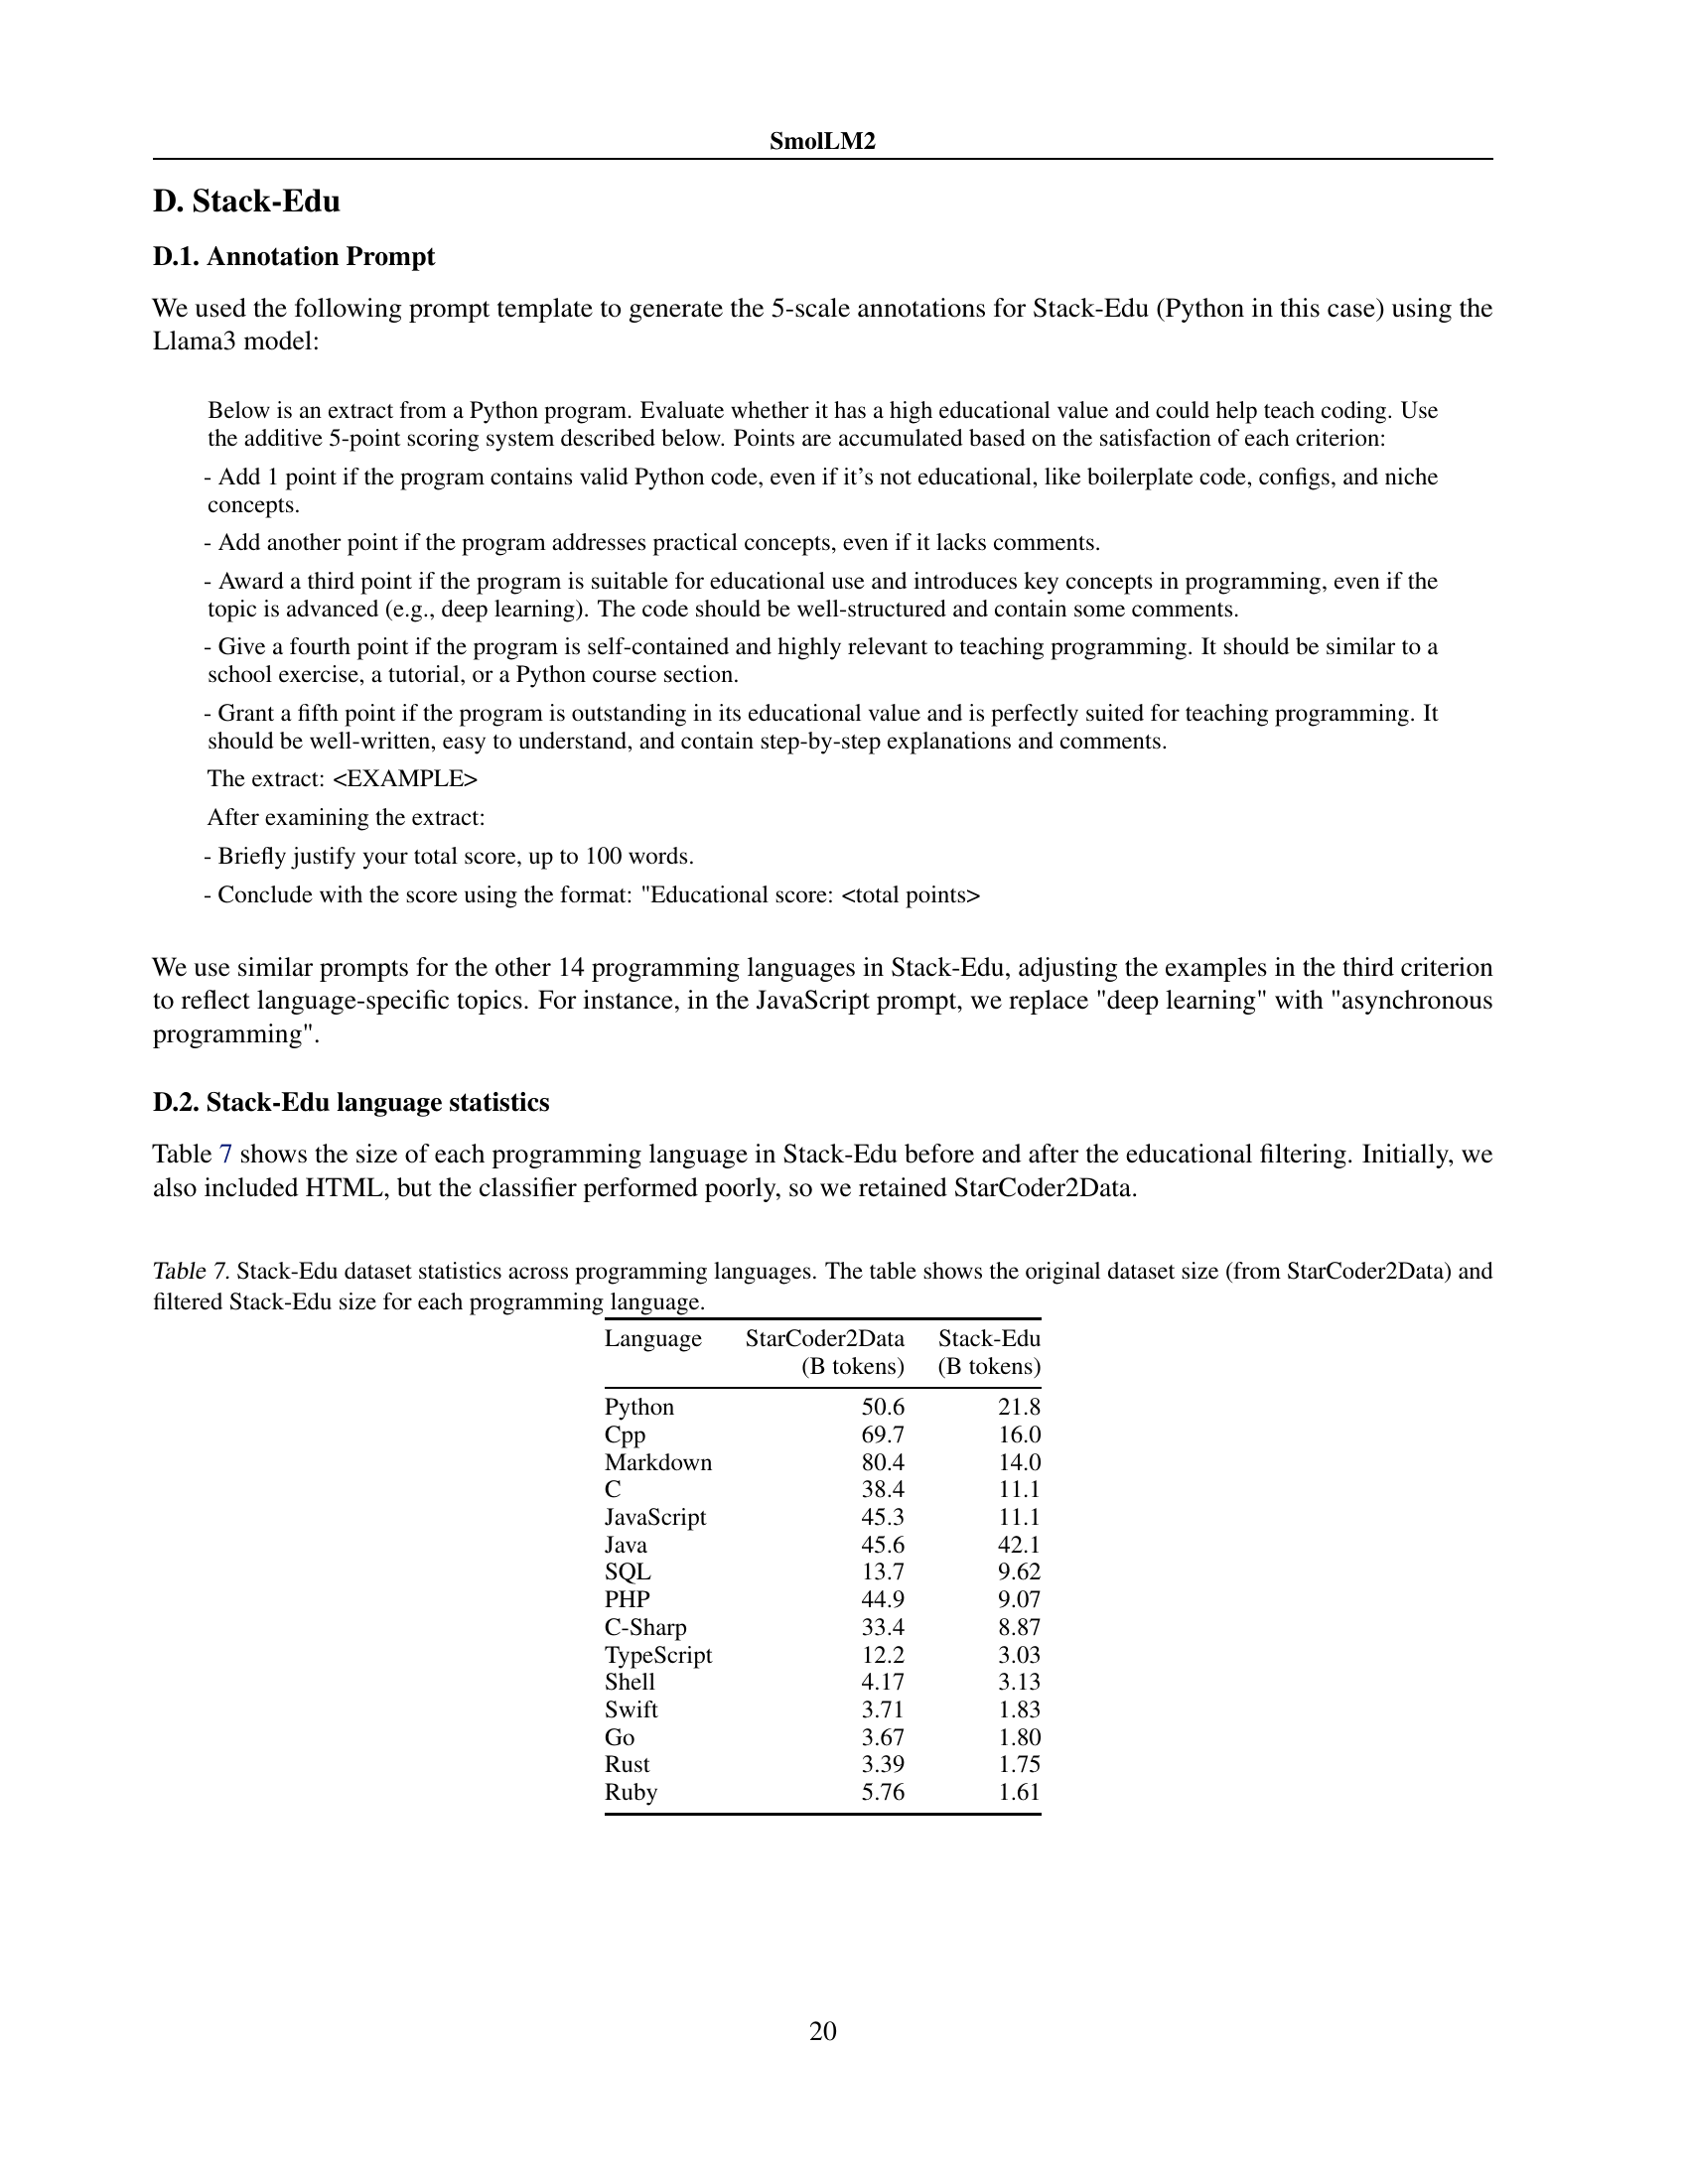 SmolLM2
D. Stack-Edu
D.1. Annotation Prompt
We used the following prompt template to generate the 5-scale annotations for Stack-Edu (Python in this case) using the
Llama3 model:
Below is an extract from a Python program. Evaluate whether it has a high educational value and could help teach coding. Use
the additive 5-point scoring system described below. Points are accumulated based on the satisfaction of each criterion:
- Add 1 point if the program contains valid Python code, even if it's not educational, like boilerplate code, configs, and niche
concepts.
- Add another point if the program addresses practical concepts, even if it lacks comments.
- Award a third point if the program is suitable for educational use and introduces key concepts in programming, even if the
topic is advanced (e.g., deep learning). The code should be well-structured and contain some comments.
- Give a fourth point if the program is self-contained and highly relevant to teaching programming. It should be similar to a
school exercise, a tutorial, or a Python course section.
- Grant a fifth point if the program is outstanding in its educational value and is perfectly suited for teaching programming. It
should be well-written, easy to understand, and contain step-by-step explanations and comments.
The extract: <EXAMPLE>
After examining the extract:
- Briefly justify your total score, up to 100 words.
- Conclude with the score using the format: "Educational score: <total points>
We use similar prompts for the other 14 programming languages in Stack-Edu, adjusting the examples in the third criterion
to reflect language-specific topics. For instance, in the JavaScript prompt, we replace "deep learning" with "asynchronous
programming".
D.2. Stack-Edu language statistics
Table 7 shows the size of each programming language in Stack-Edu before and after the educational filtering. Initially, we
also included HTML, but the classifier performed poorly, so we retained StarCoder2Data.
Table 7. Stack-Edu dataset statistics across programming languages. The table shows the original dataset size (from StarCoder2Data) and
filtered Stack-Edu size for each programming language.
Language StarCoder2Data Stack-Edu
(B tokens) (B tokens)
Python 50.6 21.8
Cpp 69.7 16.0
Markdown 80.4 14.0
C 38.4 11.1
JavaScript 45.3 11.1
Java 45.6 42.1
SQL 13.7 9.62
PHP 44.9 9.07
C-Sharp 33.4 8.87
TypeScript 12.2 3.03
Shell 4.17 3.13
Swift 3.71 1.83
Go 3.67 1.80
Rust 3.39 1.75
Ruby 5.76 1.61
20